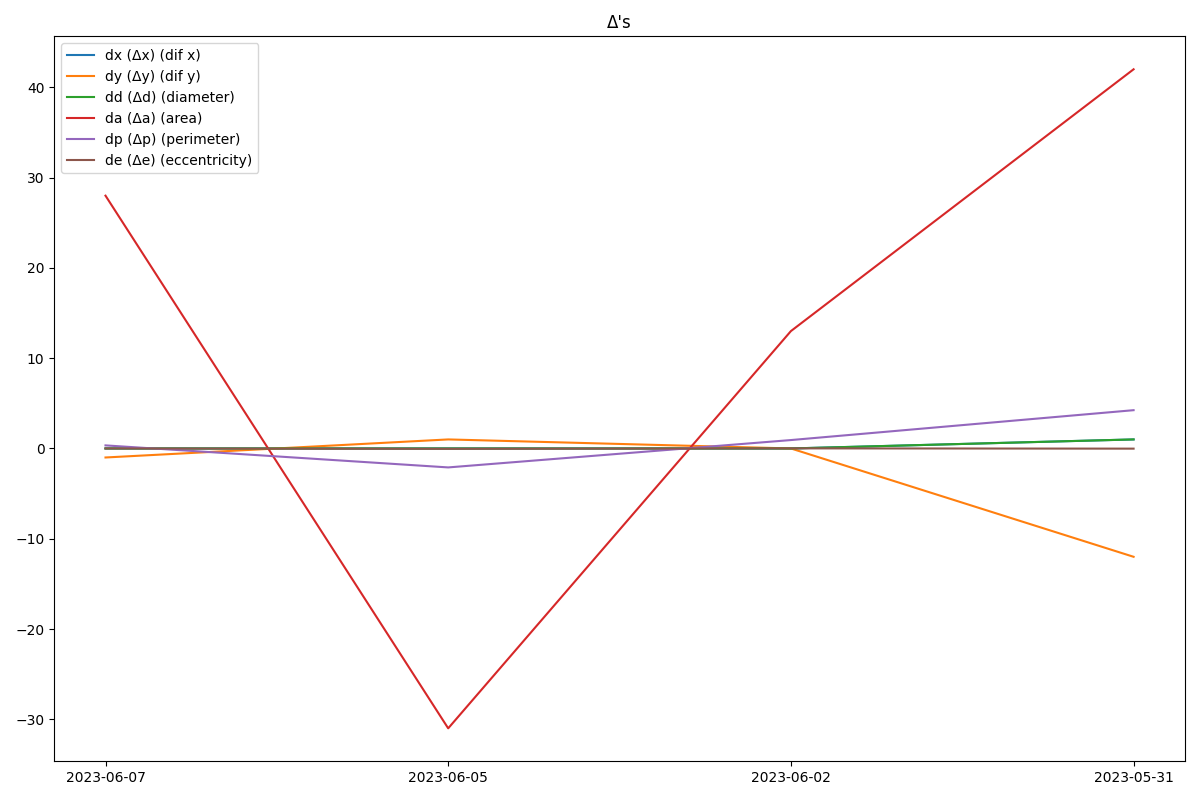 Δ's
dx (Δx) (dif x)
dy (Δy) (dif y)
dd (Δd) (diameter)
da (Δa) (area)
dp (Δp) (perimeter)
de (Δe) (eccentricity)
40
30
20
10
0
−10
−20
−30
2023-06-07 2023-06-05 2023-06-02 2023-05-31